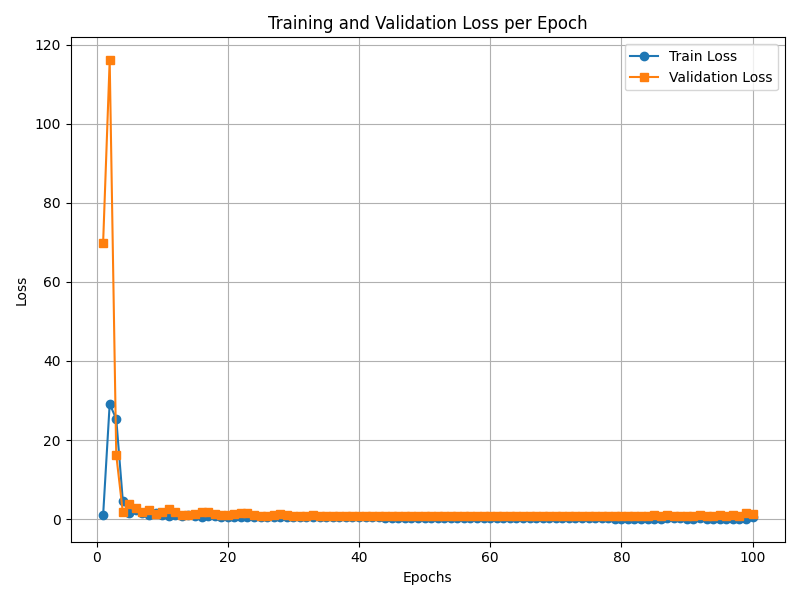 Training and Validation Loss per Epoch
Train Loss
Validation Loss
120
100
80
60
40
20
0
Loss
0 20 40 60 80 100
Epochs